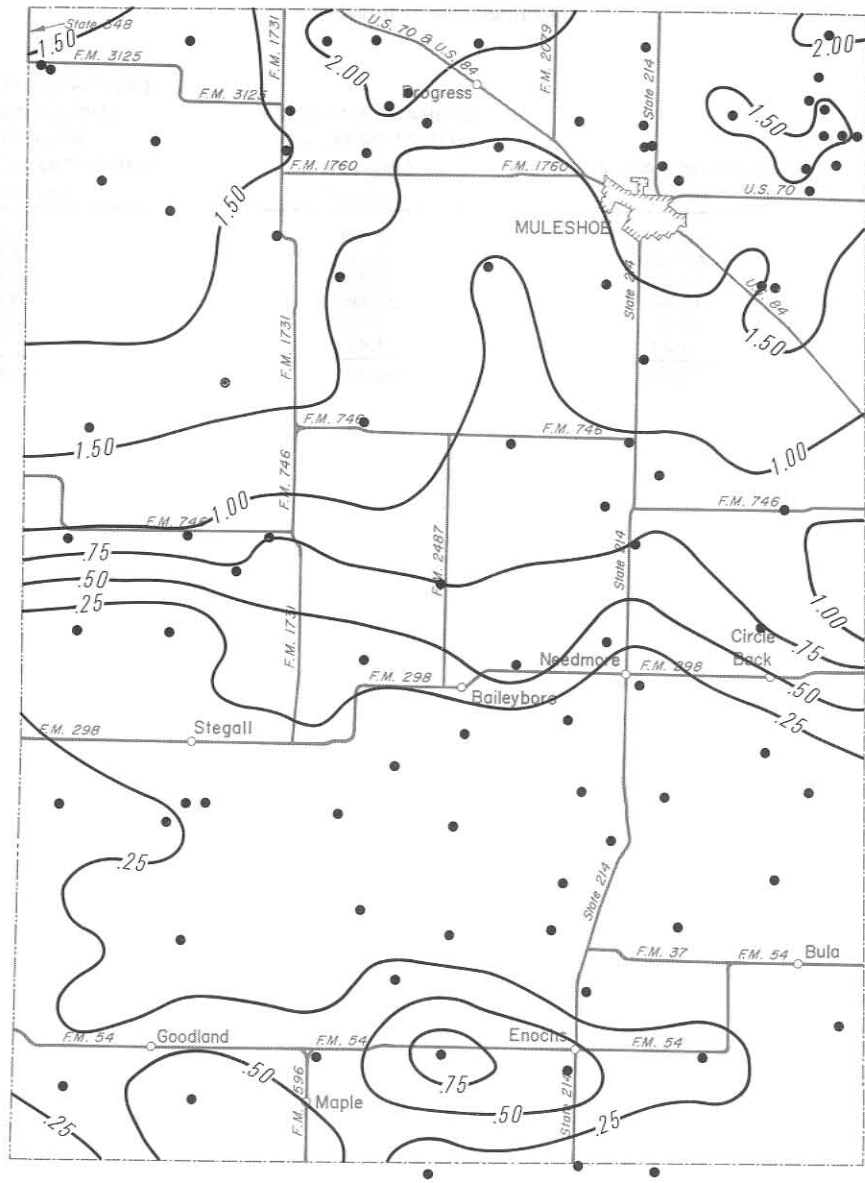 State 348
1.50
F.M. 3125
F.M. 1731
F.M. 3125
2.00
U.S. 70 & U.S. 84
Progress
F.M. 2079
State 214
2.00
1.50
F.M. 1760
F.M. 1760
U.S. 70
MULESHOE
1.50
State 214
U.S. 84
1.50
F.M. 1731
1.50
F.M. 746
F.M. 746
1.00
F.M. 746
1.00
F.M. 746
F.M. 746
.75
F.M. 2487
State 214
.50
.25
1.00
F.M. 1731
Circle
Back
.75
Needmore
F.M. 298
F.M. 298
Baileyboro
.50
.25
F.M. 298
Stegall
.25
State 214
F.M. 37
F.M. 54
Bula
F.M. 54
Goodland
F.M. 54
Enochs
F.M. 54
.50
.75
F.M. 596
Maple
.50
State 214
.25
.25